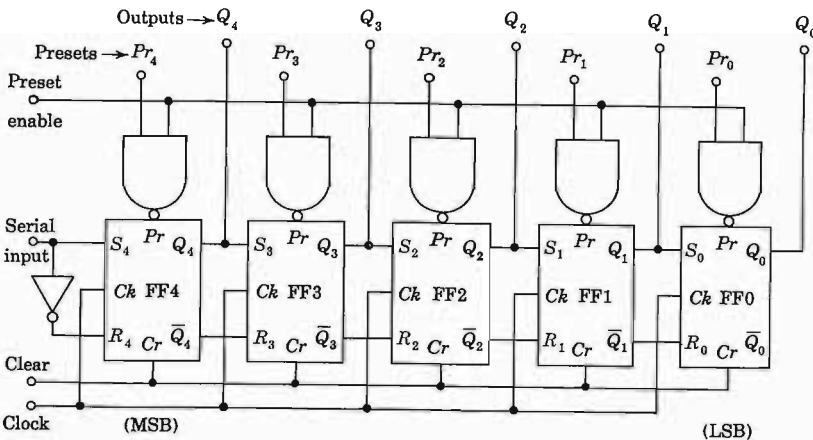 Outputs → Q₄ Q₃ Q₂ Q₁ Q₀
Presets → Pr₄ Pr₃ Pr₂ Pr₁ Pr₀
Preset
enable
Serial
input
S₄ Pr Q₄ S₃ Pr Q₃ S₂ Pr Q₂ S₁ Pr Q₁ S₀ Pr Q₀
Ck FF4 Ck FF3 Ck FF2 Ck FF1 Ck FF0
R₄ Cr Q̅₄ R₃ Cr Q̅₃ R₂ Cr Q̅₂ R₁ Cr Q̅₁ R₀ Cr Q̅₀
Clear
Clock
(MSB) (LSB)